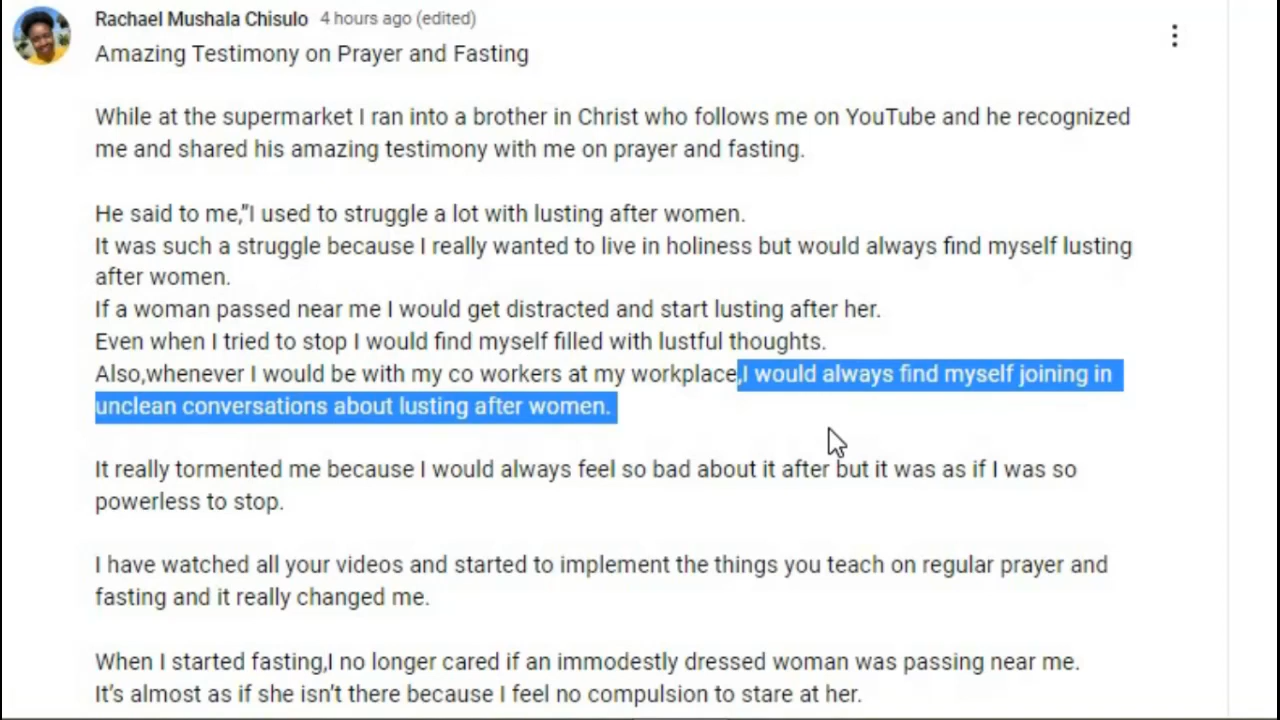 Rachael Mushala Chisulo 4 hours ago (edited)
Amazing Testimony on Prayer and Fasting
While at the supermarket I ran into a brother in Christ who follows me on YouTube and he recognized
me and shared his amazing testimony with me on prayer and fasting.
He said to me,"I used to struggle a lot with lusting after women.
It was such a struggle because I really wanted to live in holiness but would always find myself lusting
after women.
If a woman passed near me I would get distracted and start lusting after her.
Even when I tried to stop I would find myself filled with lustful thoughts.
Also,whenever I would be with my co workers at my workplace,I would always find myself joining in
unclean conversations about lusting after women.
It really tormented me because I would always feel so bad about it after but it was as if I was so
powerless to stop.
I have watched all your videos and started to implement the things you teach on regular prayer and
fasting and it really changed me.
When I started fasting,I no longer cared if an immodestly dressed woman was passing near me.
It's almost as if she isn't there because I feel no compulsion to stare at her.